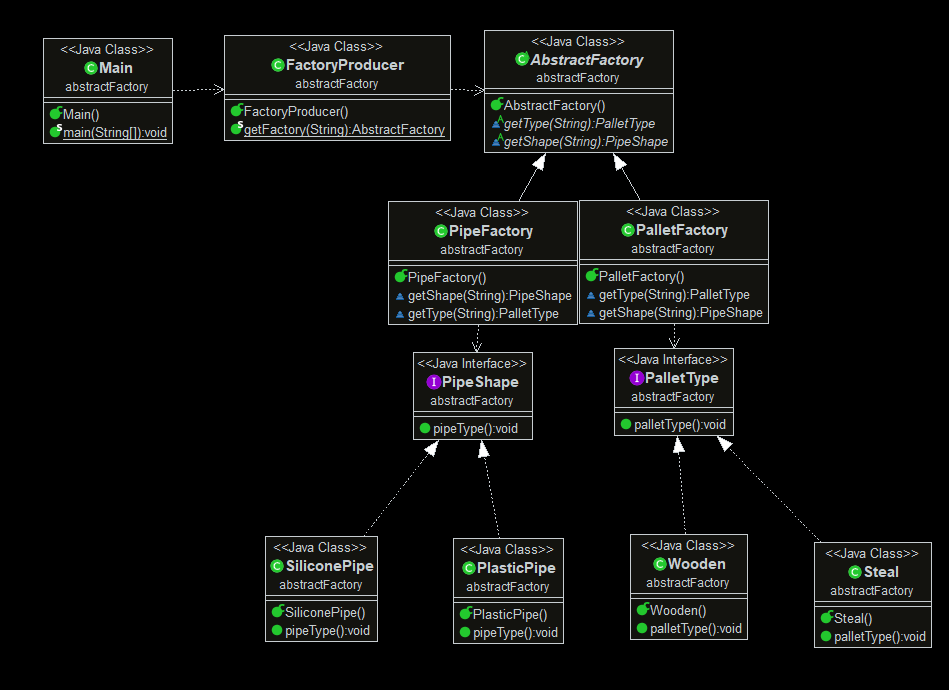 <<Java Class>>
Main
abstractFactory
Main()
main(String[]):void
<<Java Class>>
FactoryProducer
abstractFactory
FactoryProducer()
getFactory(String):AbstractFactory
<<Java Class>>
AbstractFactory
abstractFactory
AbstractFactory()
getType(String):PalletType
getShape(String):PipeShape
<<Java Class>>
PipeFactory
abstractFactory
PipeFactory()
getShape(String):PipeShape
getType(String):PalletType
<<Java Class>>
PalletFactory
abstractFactory
PalletFactory()
getType(String):PalletType
getShape(String):PipeShape
<<Java Interface>>
PipeShape
abstractFactory
pipeType():void
<<Java Interface>>
PalletType
abstractFactory
palletType():void
<<Java Class>>
SiliconePipe
abstractFactory
SiliconePipe()
pipeType():void
<<Java Class>>
PlasticPipe
abstractFactory
PlasticPipe()
pipeType():void
<<Java Class>>
Wooden
abstractFactory
Wooden()
palletType():void
<<Java Class>>
Steal
abstractFactory
Steal()
palletType():void